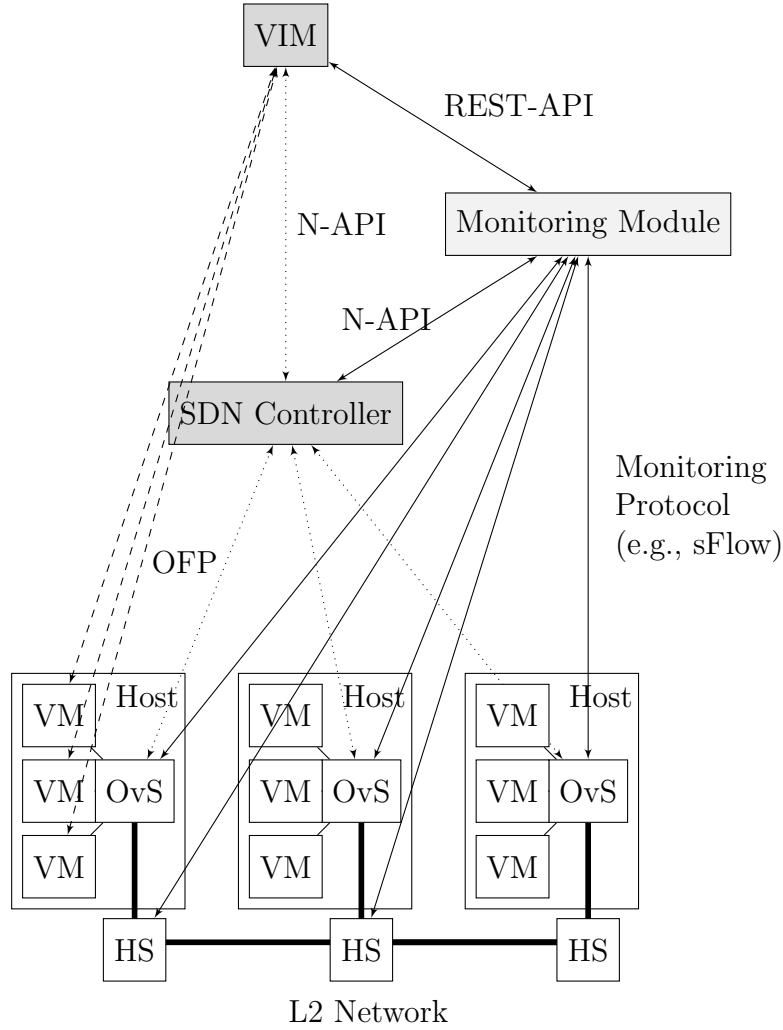 VIM
REST-API
Monitoring Module
N-API
N-API
SDN Controller
Monitoring
Protocol
(e.g., sFlow)
OFP
Host
Host
Host
VM
VM
VM
VM
OvS
VM
OvS
VM
OvS
VM
VM
VM
HS
HS
HS
L2 Network